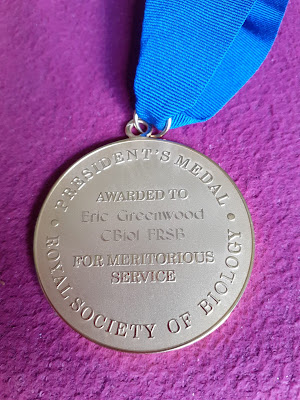 PRESIDENT'S MEDAL
AWARDED TO
Eric Greenwood
CBiol FRSB
FOR MERITORIOUS
SERVICE
ROYAL SOCIETY OF BIOLOGY